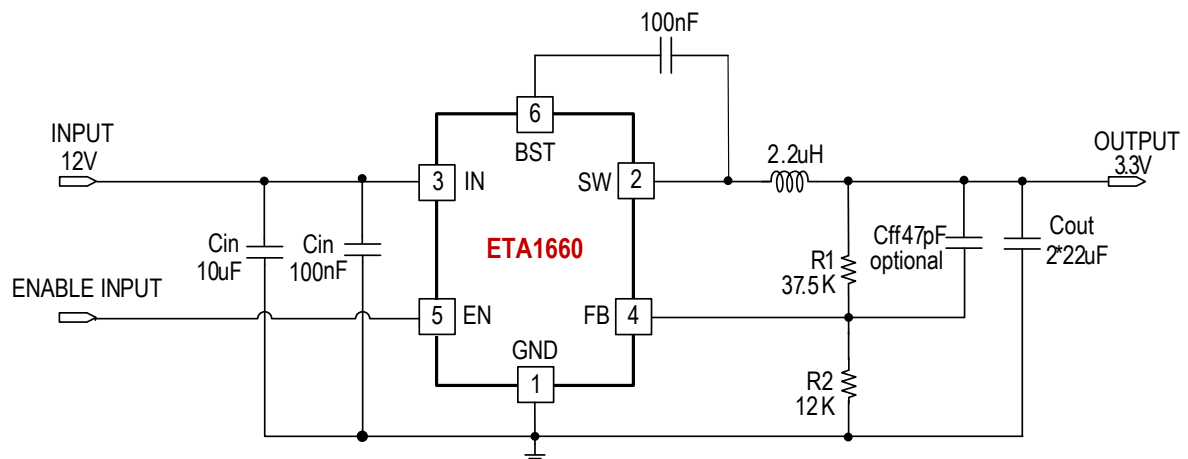 100nF
6
BST
INPUT
12V
3 IN
SW 2
2.2uH
OUTPUT
3.3V
ETA1660
Cin
10uF
Cin
100nF
R1
37.5K
Cff47pF
optional
Cout
2*22uF
ENABLE INPUT
5 EN
FB 4
GND
1
R2
12K